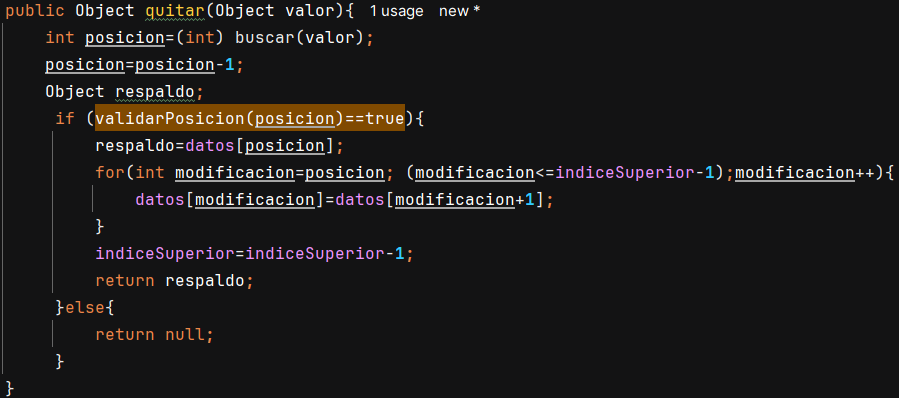 public Object quitar(Object valor){ 1 usage new *
    int posicion=(int) buscar(valor);
    posicion=posicion-1;
    Object respaldo;
     if (validarPosicion(posicion)==true){
         respaldo=datos[posicion];
         for(int modificacion=posicion; (modificacion<=indiceSuperior-1);modificacion++){
             datos[modificacion]=datos[modificacion+1];
         }
         indiceSuperior=indiceSuperior-1;
         return respaldo;
     }else{
         return null;
     }
}